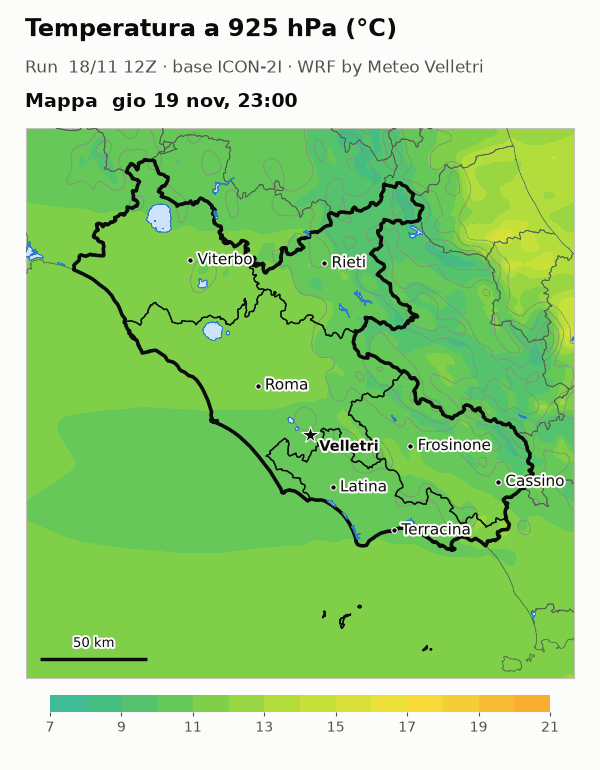 Temperatura a 925 hPa (°C)
Run  18/11 12Z · base ICON-2I · WRF by Meteo Velletri
Mappa  gio 19 nov, 23:00
Viterbo
Rieti
Roma
Velletri
Frosinone
Latina
Cassino
Terracina
50 km
7 9 11 13 15 17 19 21